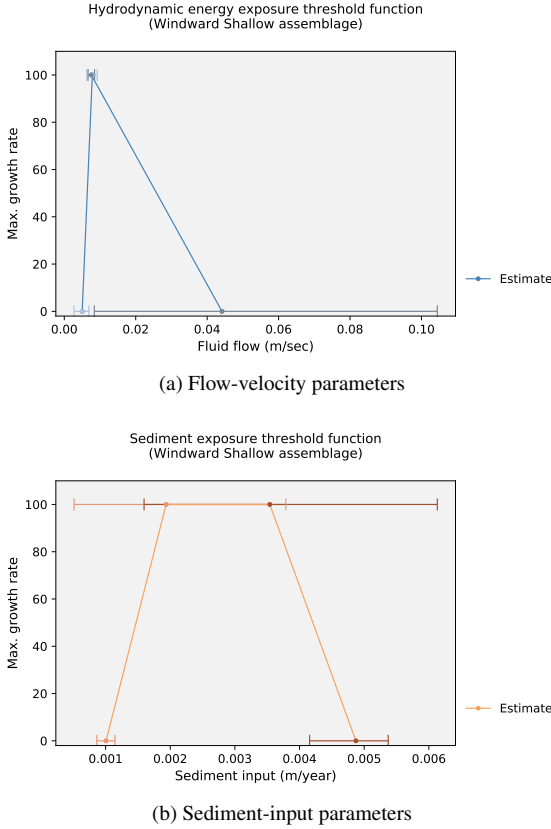 Hydrodynamic energy exposure threshold function
(Windward Shallow assemblage)
100
80
60
40
20
0
Max. growth rate
0.00 0.02 0.04 0.06 0.08 0.10
Fluid flow (m/sec)
Estimate
(a) Flow-velocity parameters
Sediment exposure threshold function
(Windward Shallow assemblage)
100
80
60
40
20
0
Max. growth rate
0.001 0.002 0.003 0.004 0.005 0.006
Sediment input (m/year)
Estimate
(b) Sediment-input parameters